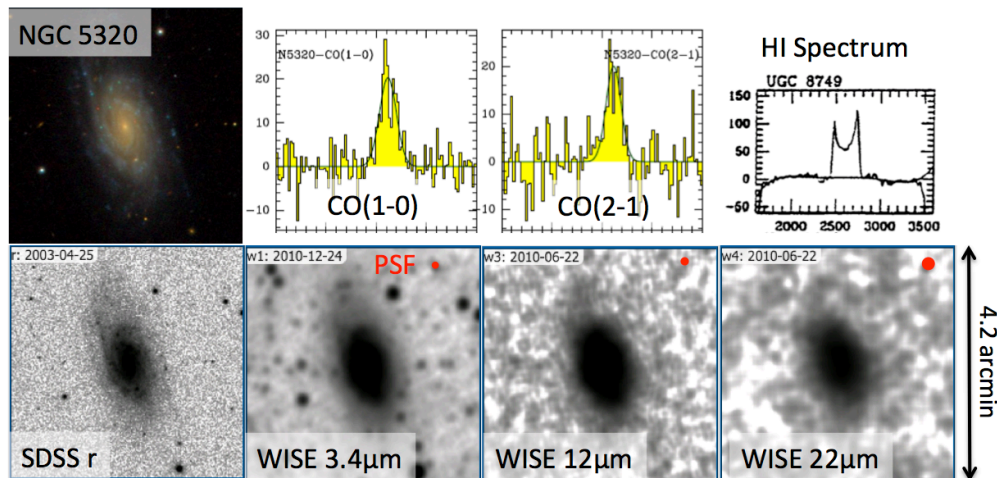 NGC 5320
30
20
10
0
-10
N5320-CO(1-0)
CO(1-0)
20
10
0
-10
N5320-CO(2-1)
CO(2-1)
HI Spectrum
UGC 8749
150
100
50
0
-50
2000 2500 3000 3500
r: 2003-04-25
SDSS r
w1: 2010-12-24
PSF
WISE 3.4μm
w3: 2010-06-22
WISE 12μm
w4: 2010-06-22
WISE 22μm
4.2 arcmin